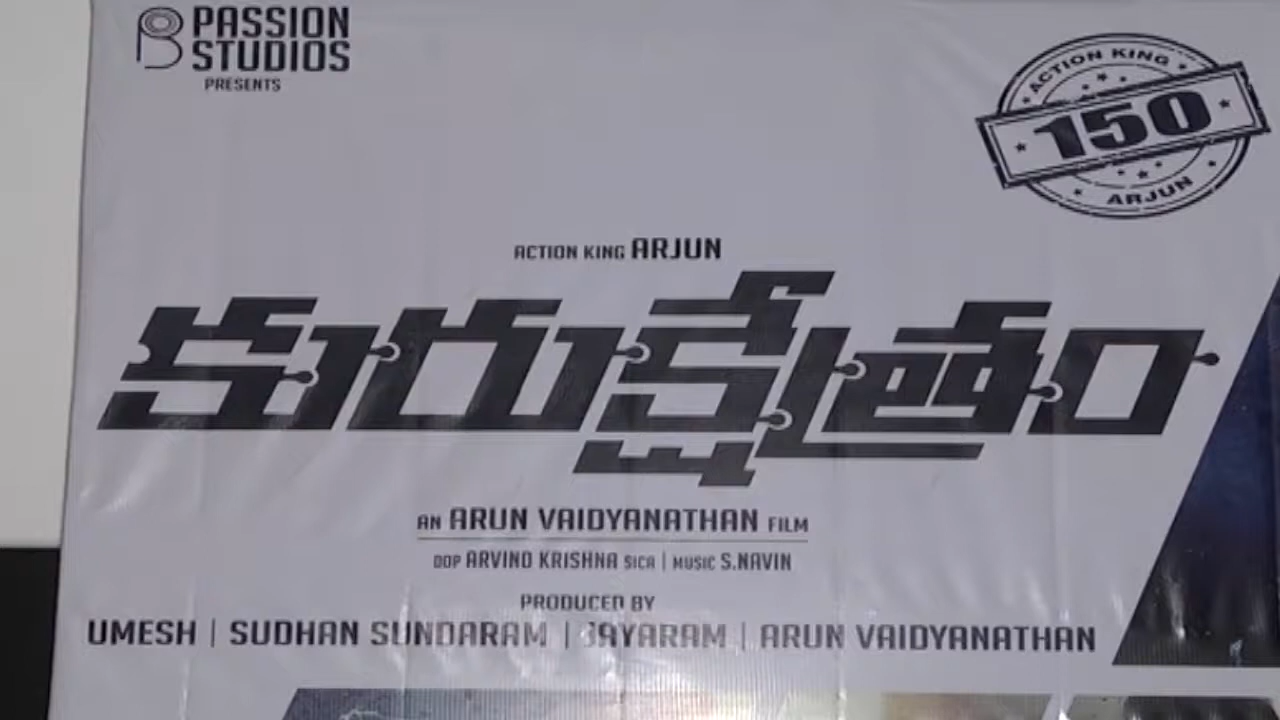 PASSION
STUDIOS
PRESENTS
ACTION KING
150
ARJUN
ACTION KING ARJUN
కురుక్షేత్రం
AN ARUN VAIDYANATHAN FILM
DOP ARVIND KRISHNA SICA | MUSIC S.NAVIN
PRODUCED BY
UMESH | SUDHAN SUNDARAM | JAYARAM | ARUN VAIDYANATHAN